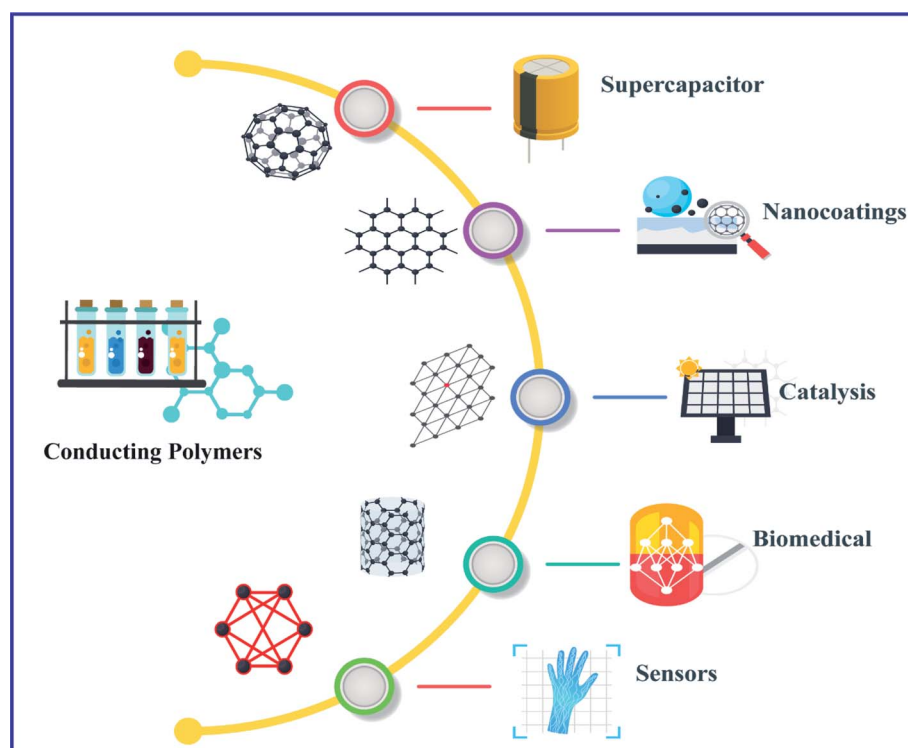 Supercapacitor
Nanocoatings
Catalysis
Conducting Polymers
Biomedical
Sensors